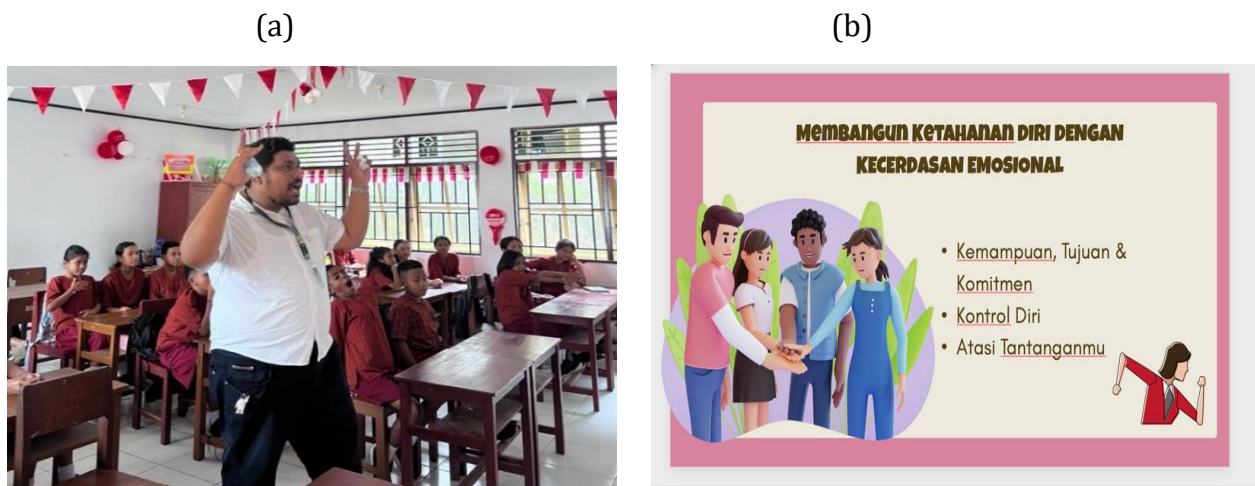 (a)
(b)
MEMBANGUN KETAHANAN DIRI DENGAN
KECERDASAN EMOSIONAL
• Kemampuan, Tujuan &
Komitmen
• Kontrol Diri
• Atasi Tantanganmu